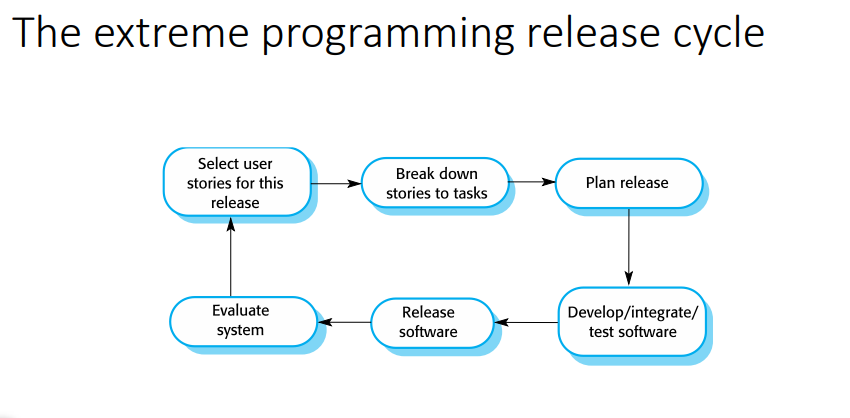 The extreme programming release cycle
Select user
stories for this
release
Break down
stories to tasks
Plan release
Evaluate
system
Release
software
Develop/integrate/
test software